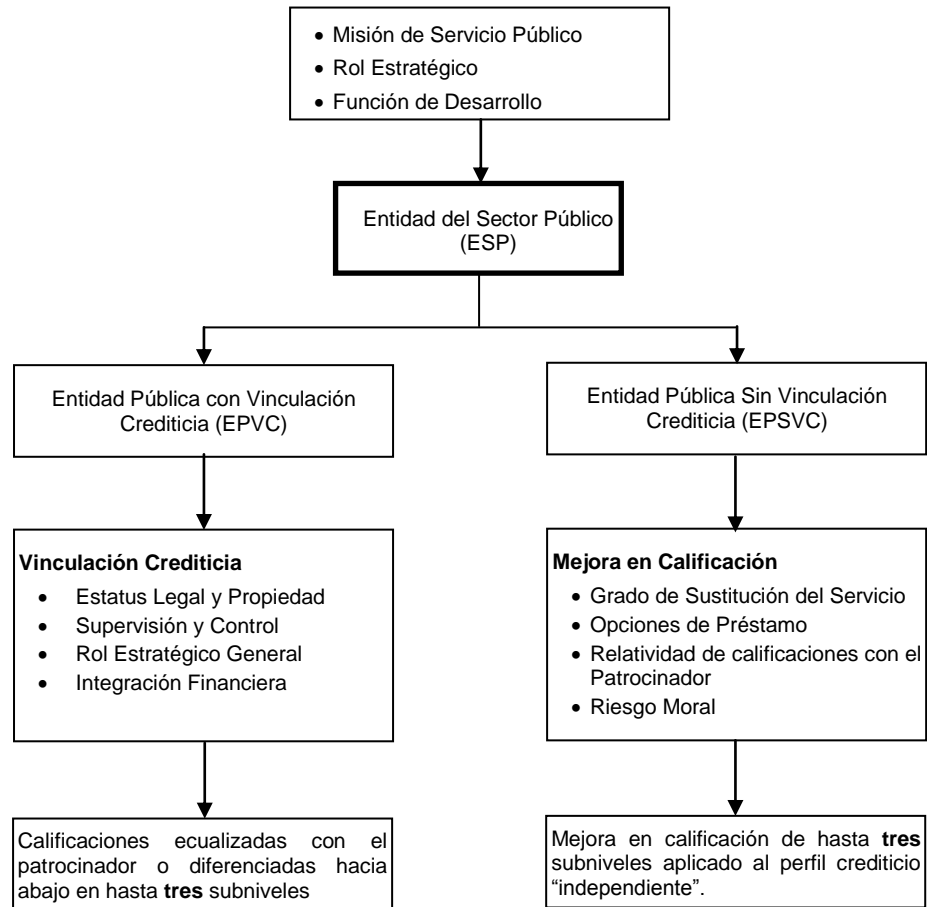 • Misión de Servicio Público
• Rol Estratégico
• Función de Desarrollo
Entidad del Sector Público
(ESP)
Entidad Pública con Vinculación
Crediticia (EPVC)
Entidad Pública Sin Vinculación
Crediticia (EPSVC)
Vinculación Crediticia
• Estatus Legal y Propiedad
• Supervisión y Control
• Rol Estratégico General
• Integración Financiera
Mejora en Calificación
• Grado de Sustitución del Servicio
• Opciones de Préstamo
• Relatividad de calificaciones con el
Patrocinador
• Riesgo Moral
Calificaciones ecualizadas con el
patrocinador o diferenciadas hacia
abajo en hasta tres subniveles
Mejora en calificación de hasta tres
subniveles aplicado al perfil crediticio
“independiente”.